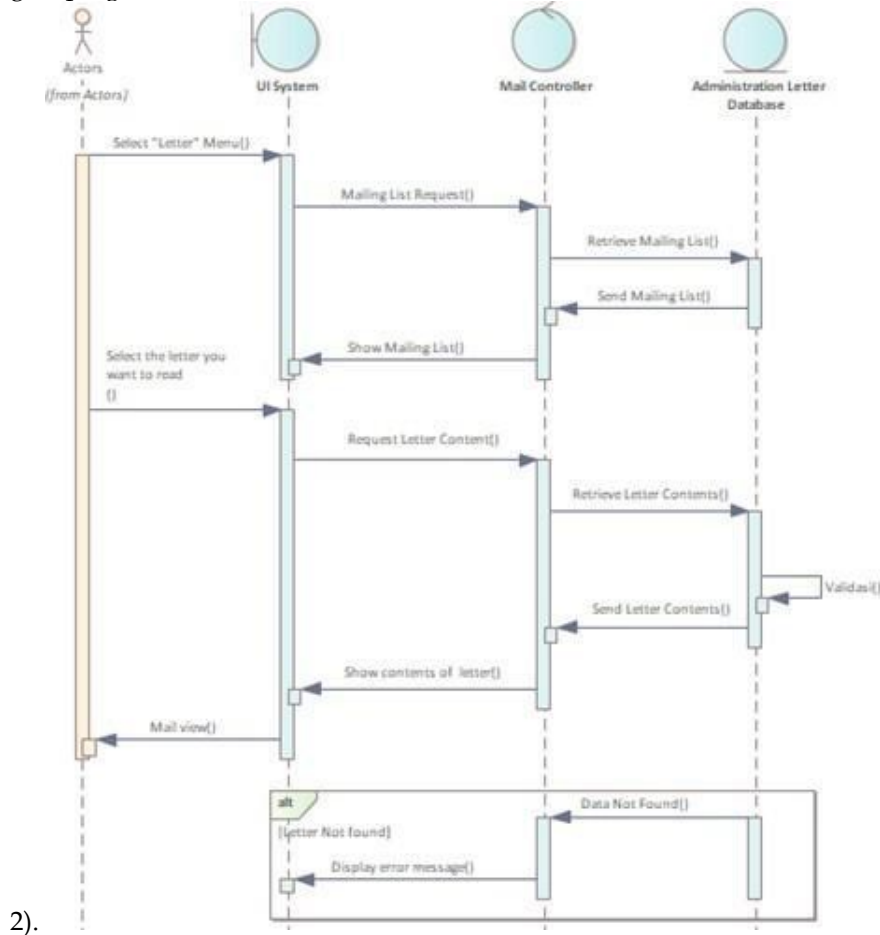 Actors
(from Actors)
UI System
Mail Controller
Administration Letter
Database
Select "Letter" Menu()
Mailing List Request()
Retrieve Mailing List()
Send Mailing List()
Show Mailing List()
Select the letter you
want to read
()
Request Letter Content()
Retrieve Letter Contents()
Validasi()
Send Letter Contents()
Show contents of letter()
Mail view()
alt
Data Not Found()
[Letter Not found]
Display error message()
2).